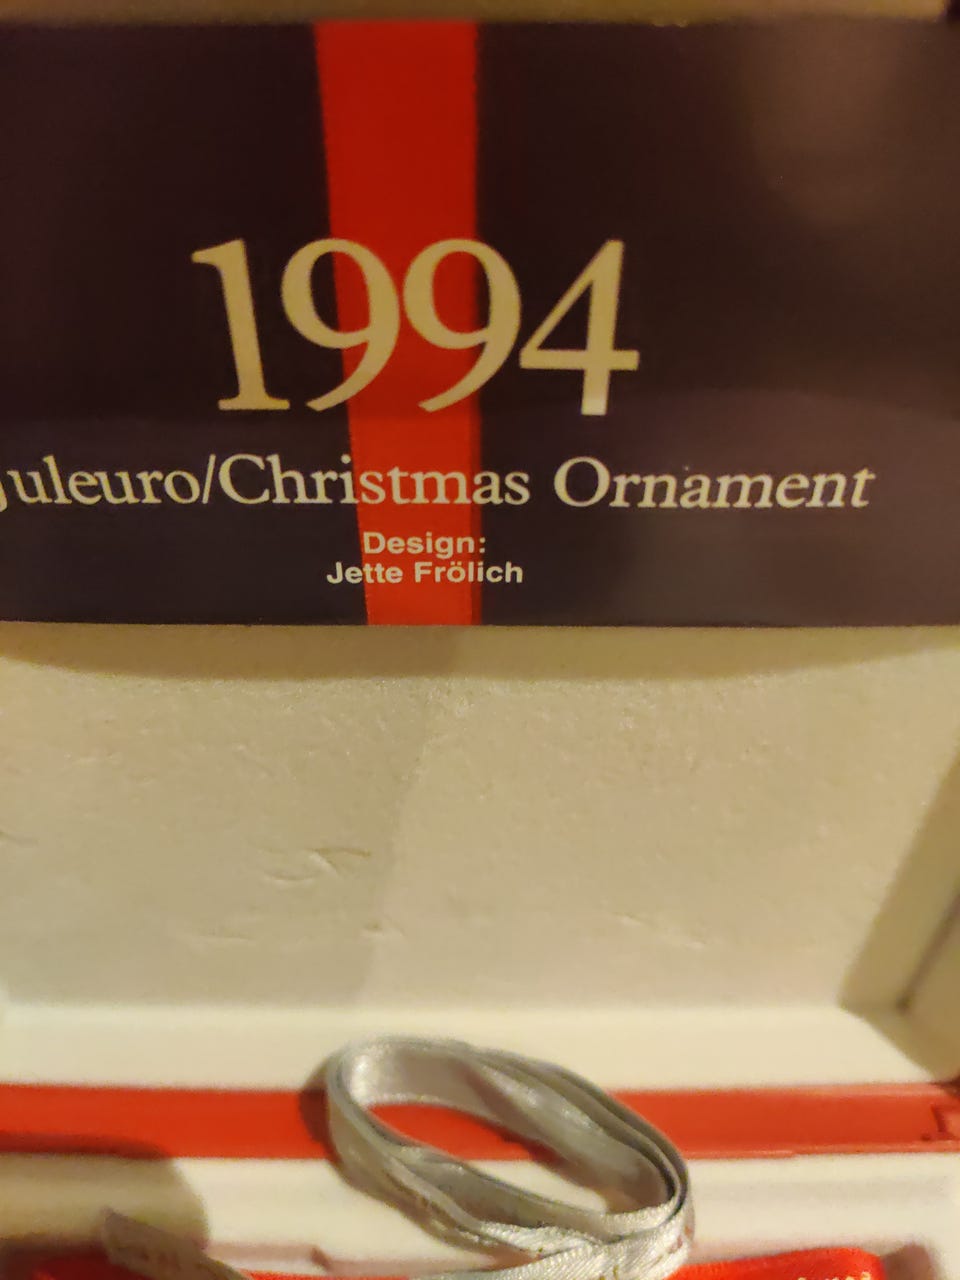 1994
Juleuro/Christmas Ornament
Design:
Jette Frölich